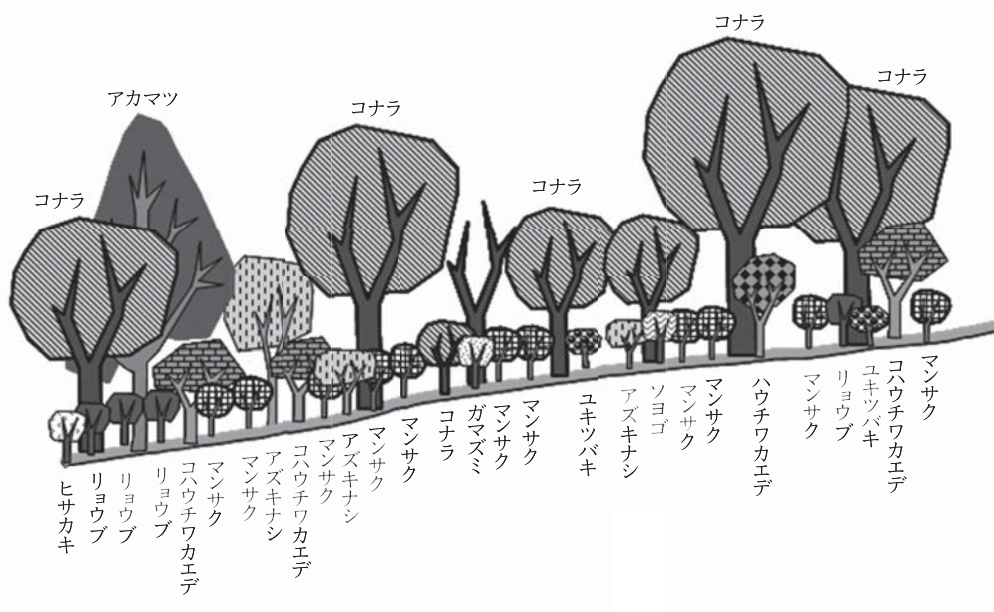 コナラ
アカマツ
コナラ
コナラ
コナラ
コナラ
ヒサカキ
リョウブ
リョウブ
リョウブ
コハウチワカエデ
マンサク
マンサク
アズキナシ
コハウチワカエデ
マンサク
アズキナシ
マンサク
マンサク
コナラ
ガマズミ
マンサク
マンサク
ユキツバキ
アズキナシ
ソヨゴ
マンサク
マンサク
ハウチワカエデ
マンサク
リョウブ
ユキツバキ
コハウチワカエデ
マンサク